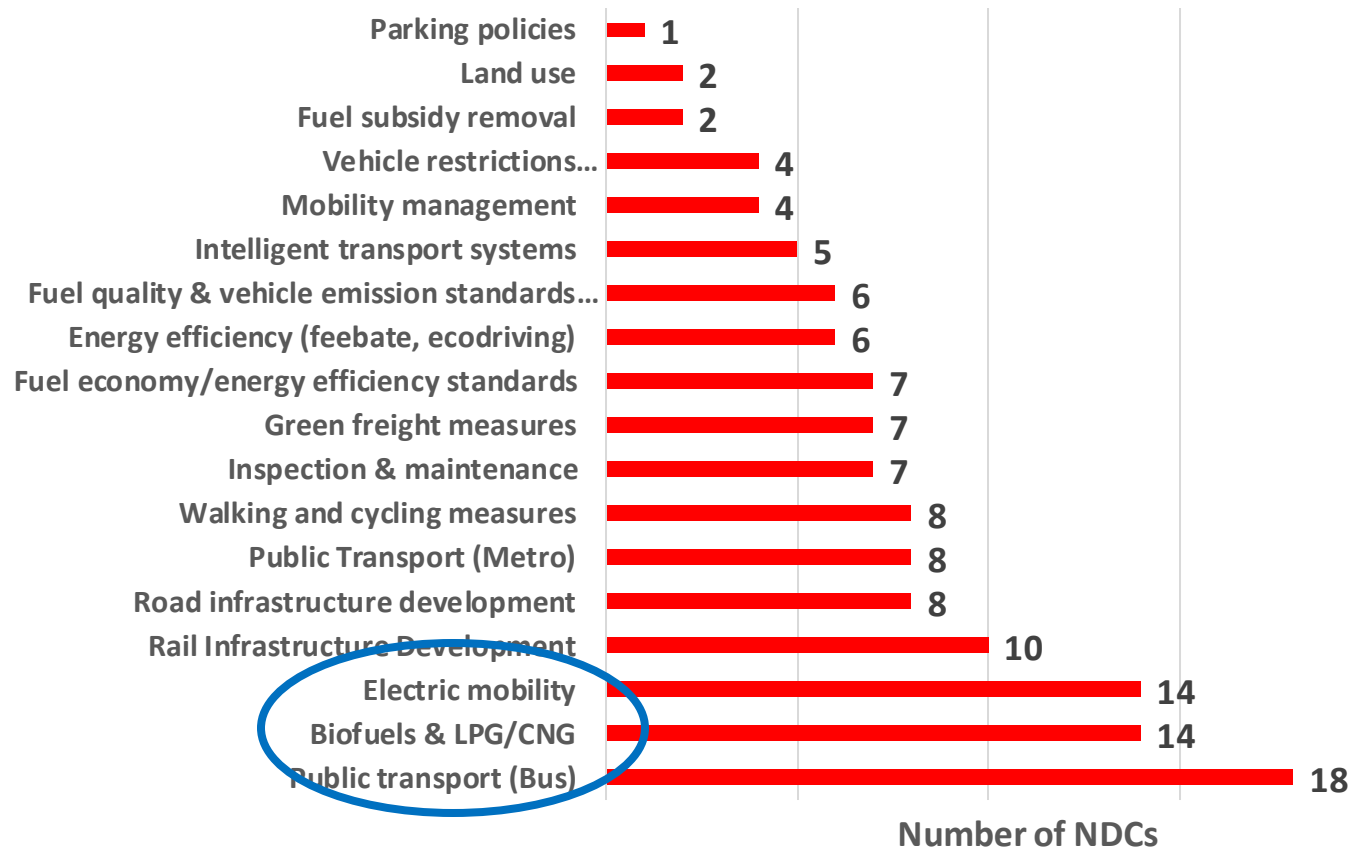 Parking policies 1
Land use 2
Fuel subsidy removal 2
Vehicle restrictions… 4
Mobility management 4
Intelligent transport systems 5
Fuel quality & vehicle emission standards… 6
Energy efficiency (feebate, ecodriving) 6
Fuel economy/energy efficiency standards 7
Green freight measures 7
Inspection & maintenance 7
Walking and cycling measures 8
Public Transport (Metro) 8
Road infrastructure development 8
Rail Infrastructure Development 10
Electric mobility 14
Biofuels & LPG/CNG 14
Public transport (Bus) 18
Number of NDCs